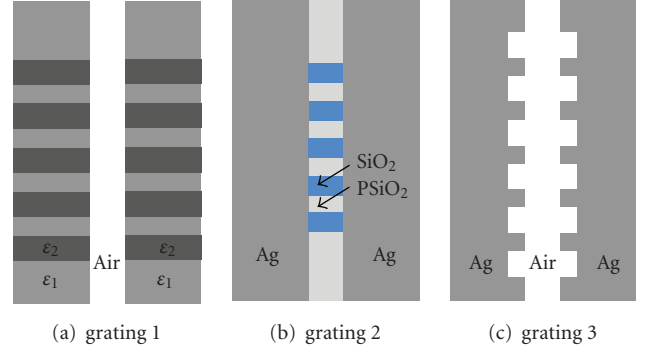 SiO₂
PSiO₂
ε₂ Air ε₂
ε₁ ε₁
Ag Ag
Ag Air Ag
(a) grating 1
(b) grating 2
(c) grating 3